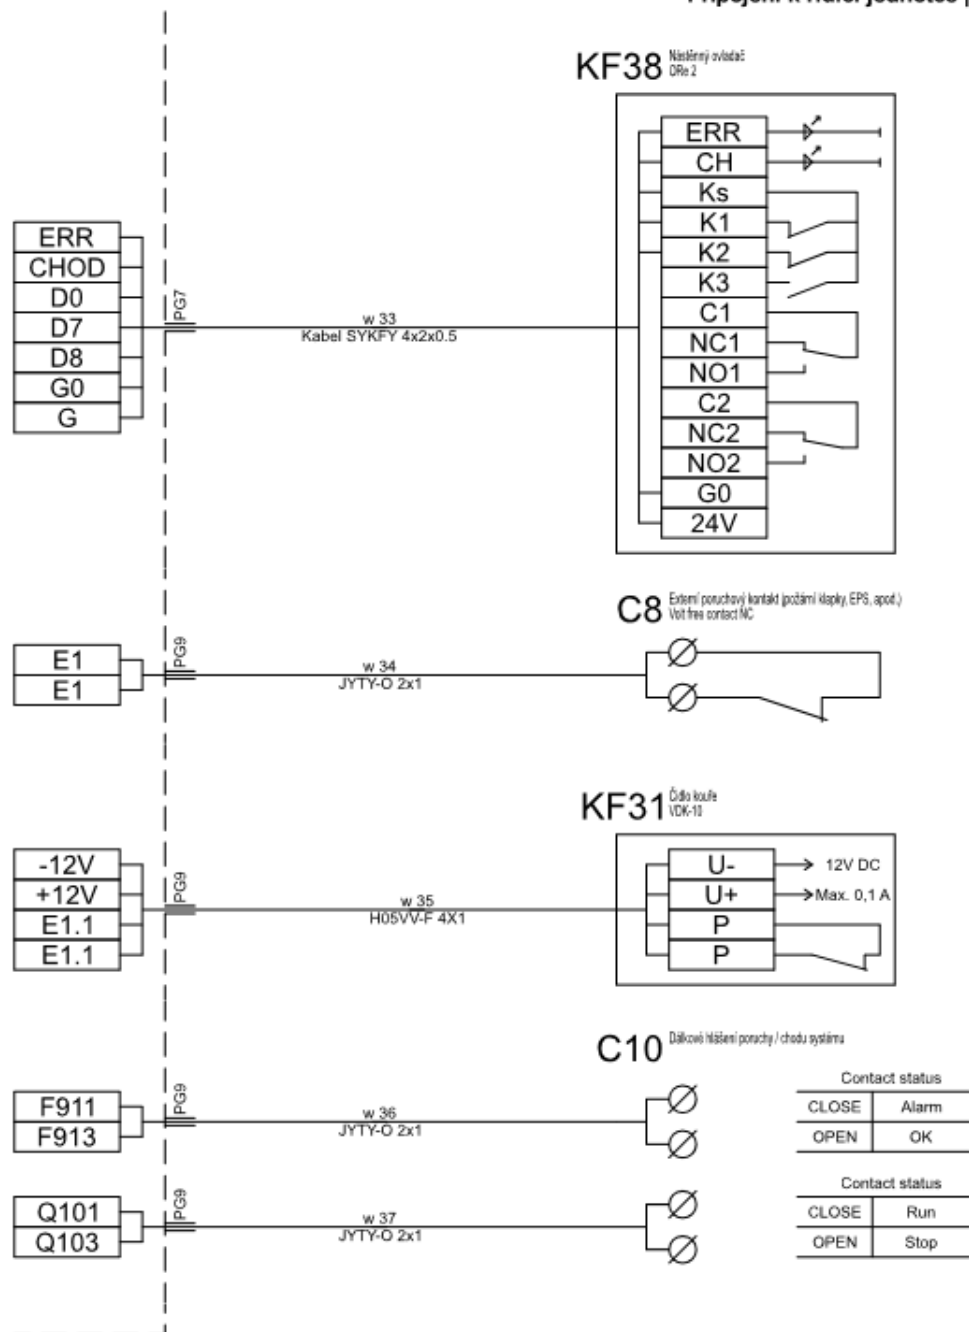 Připojení k řídící jednotce
KF38 Nástěnný ovladač
ORe 2
ERR
CH
Ks
K1
K2
K3
C1
NC1
NO1
C2
NC2
NO2
G0
24V
ERR
CHOD
D0
D7
D8
G0
G
PG7
w 33
Kabel SYKFY 4x2x0.5
C8 Externí poruchový kontakt (požární klapky, EPS, apod.)
Volt free contact NC
E1
E1
PG9
w 34
JYTY-O 2x1
KF31 Čidlo kouře
VDK-10
-12V
+12V
E1.1
E1.1
PG9
w 35
H05VV-F 4X1
U-
U+
P
P
12V DC
Max. 0,1 A
C10 Dálkové hlášení poruchy / chodu systému
F911
F913
PG9
w 36
JYTY-O 2x1
Contact status
CLOSE Alarm
OPEN OK
Q101
Q103
PG9
w 37
JYTY-O 2x1
Contact status
CLOSE Run
OPEN Stop